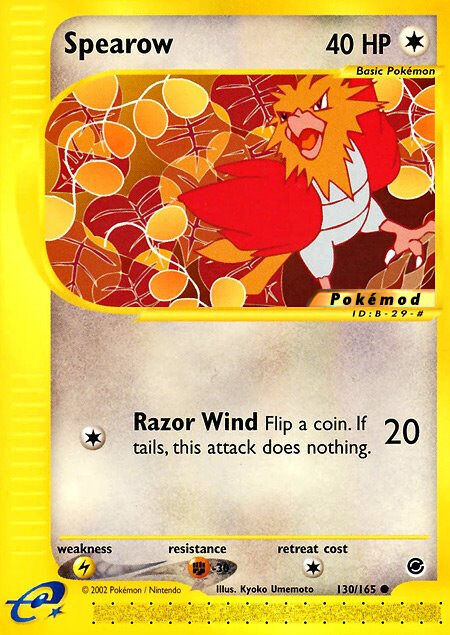 Spearow 40 HP
Basic Pokémon
Pokémod
ID:B-29-#
Razor Wind Flip a coin. If
tails, this attack does nothing. 20
weakness resistance retreat cost
-30
© 2002 Pokémon / Nintendo Illus. Kyoko Umemoto 130/165
e